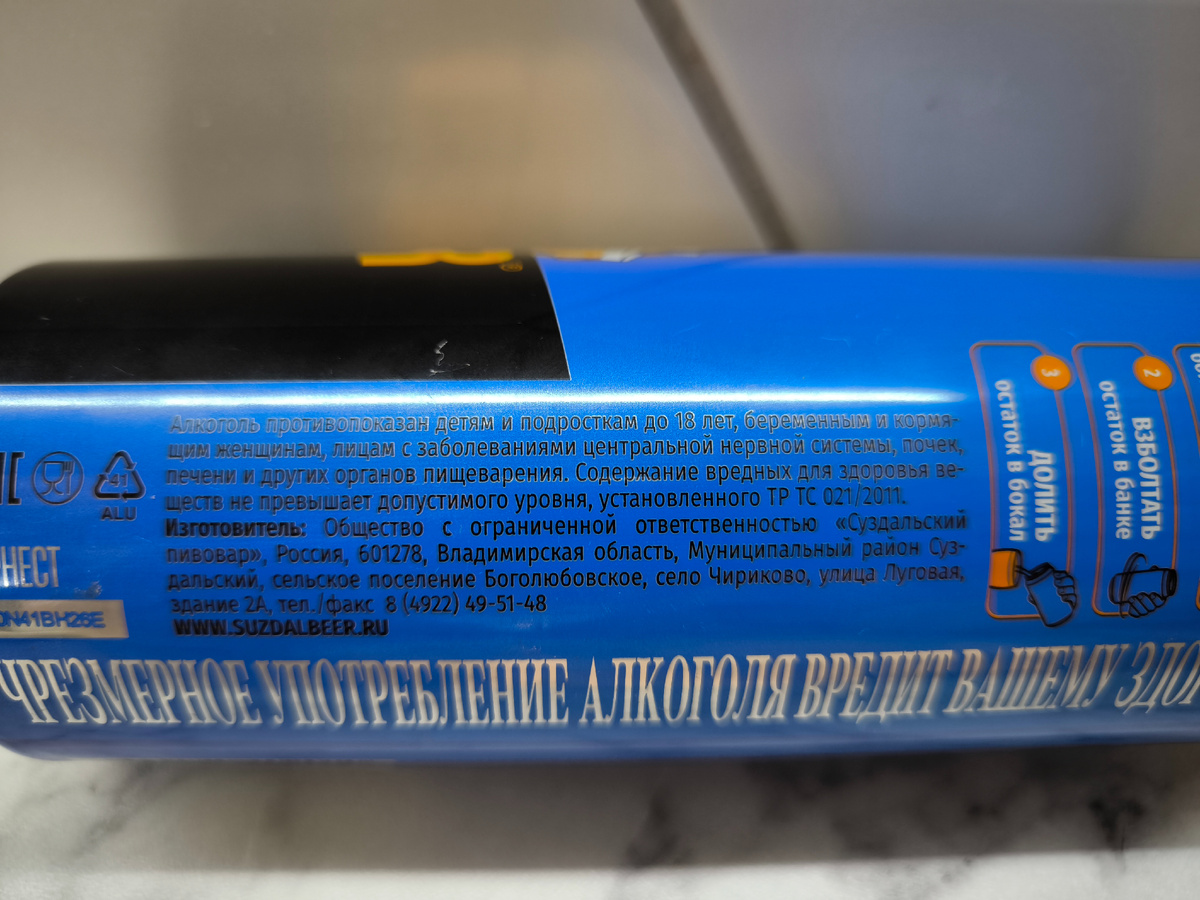 Алкоголь противопоказан детям и подросткам до 18 лет, беременным и кормя-
щим женщинам, лицам с заболеваниями центральной нервной системы, почек,
печени и других органов пищеварения. Содержание вредных для здоровья ве-
ществ не превышает допустимого уровня, установленного ТР ТС 021/2011.
Изготовитель: Общество с ограниченной ответственностью «Суздальский
пивовар», Россия, 601278, Владимирская область, Муниципальный район Суз-
дальский, сельское поселение Боголюбовское, село Чириково, улица Луговая,
здание 2А, тел./факс 8 (4922) 49-51-48
WWW.SUZDALBEER.RU
41
ALU
НЕСТ
ON41BH26E
ЧРЕЗМЕРНОЕ УПОТРЕБЛЕНИЕ АЛКОГОЛЯ ВРЕДИТ ВАШЕМУ ЗДО
2
ВЗБОЛТАТЬ
остаток в банке
3
ДОЛИТЬ
остаток в бокал